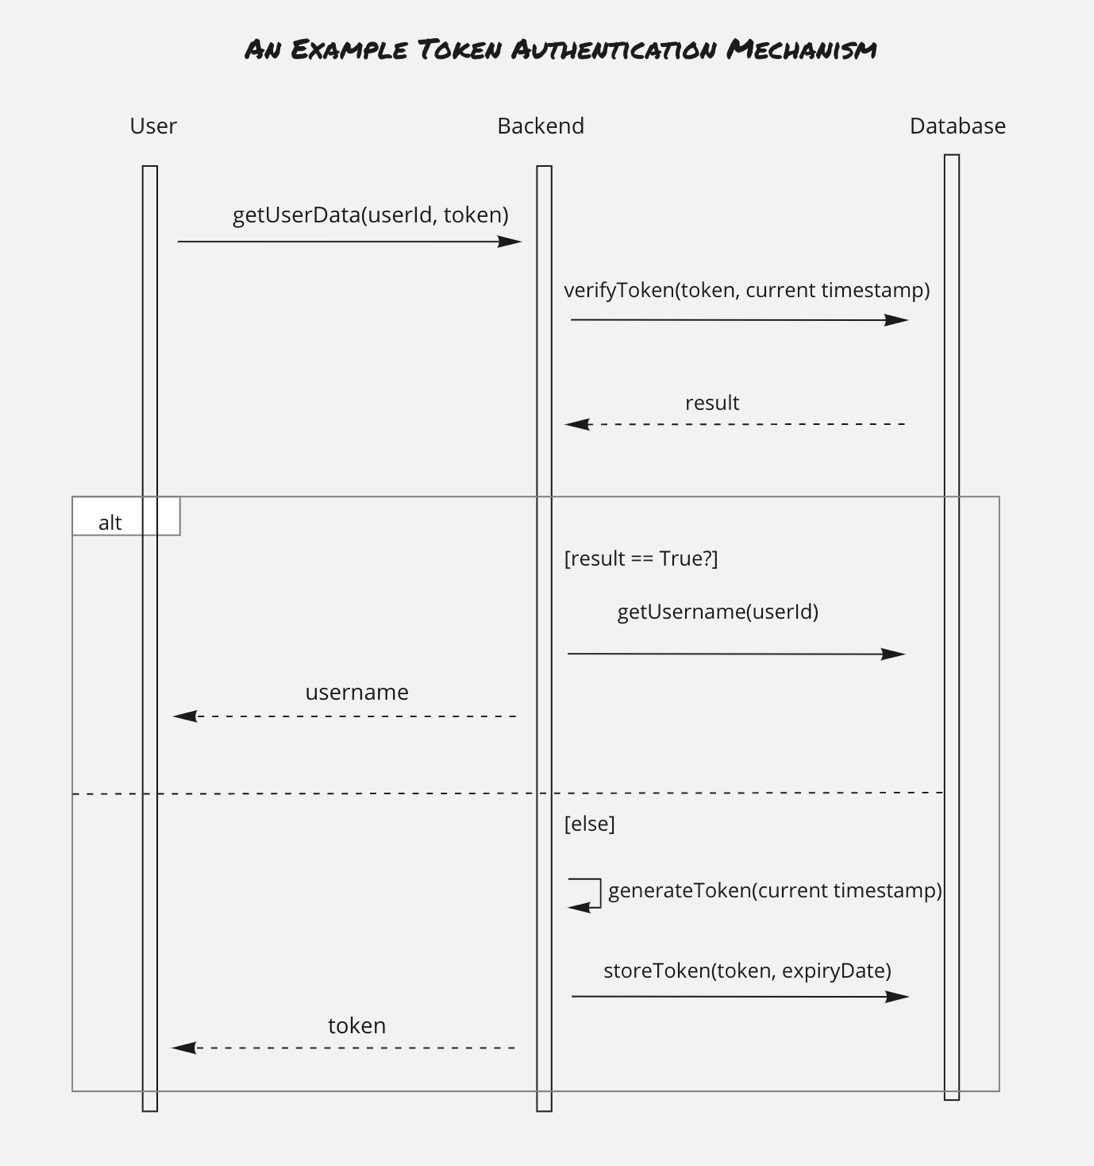 An Example Token Authentication Mechanism
User
Backend
Database
getUserData(userId, token)
verifyToken(token, current timestamp)
result
alt
[result == True?]
getUsername(userId)
username
[else]
generateToken(current timestamp)
storeToken(token, expiryDate)
token